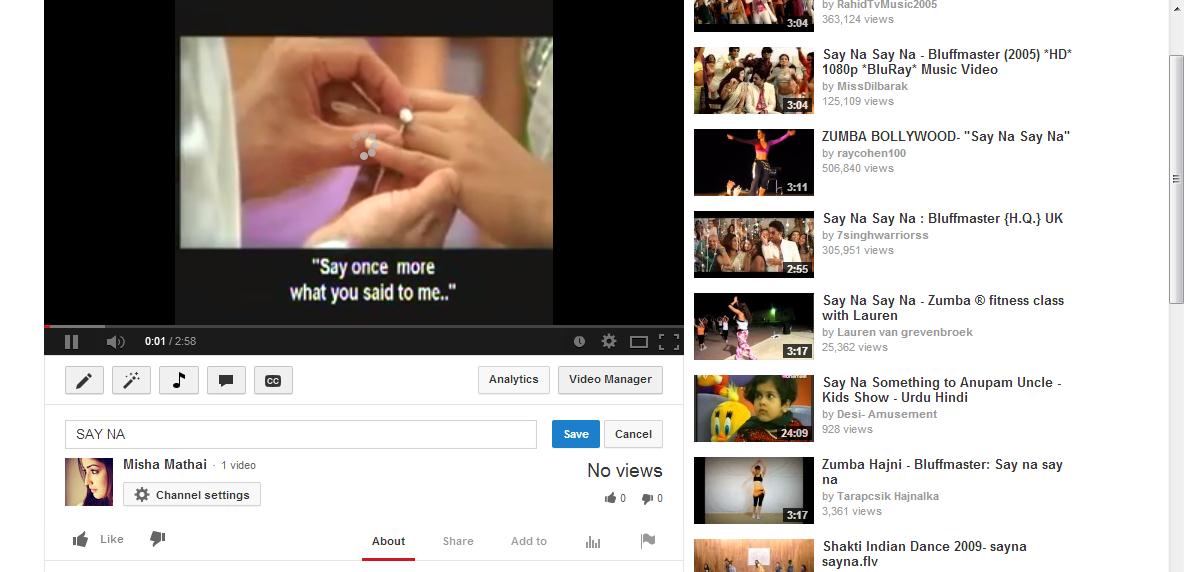 "Say once more
what you said to me.."
0:01 / 2:58
CC
Analytics
Video Manager
SAY NA
Save
Cancel
Misha Mathai · 1 video
Channel settings
No views
0
0
Like
About
Share
Add to
3:04
by RahidTvMusic2005
363,124 views
3:04
Say Na Say Na - Bluffmaster (2005) *HD*
1080p *BluRay* Music Video
by MissDilbarak
125,109 views
3:11
ZUMBA BOLLYWOOD- "Say Na Say Na"
by raycohen100
506,840 views
2:55
Say Na Say Na : Bluffmaster {H.Q.} UK
by 7singhwarriorss
305,951 views
3:17
Say Na Say Na - Zumba ® fitness class
with Lauren
by Lauren van grevenbroek
25,362 views
24:09
Say Na Something to Anupam Uncle -
Kids Show - Urdu Hindi
by Desi- Amusement
928 views
3:17
Zumba Hajni - Bluffmaster: Say na say
na
by Tarapcsik Hajnalka
3,361 views
Shakti Indian Dance 2009- sayna
sayna.flv